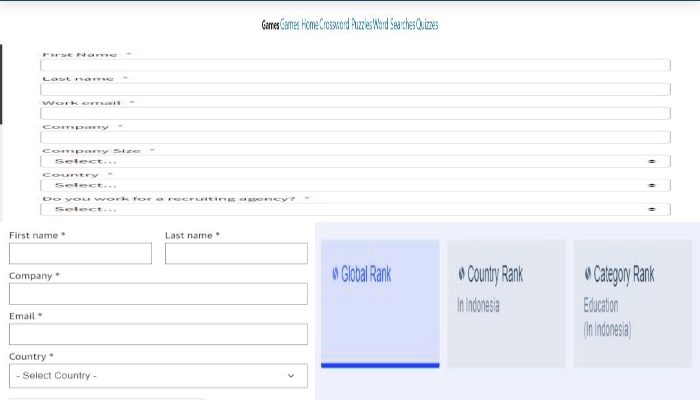 Games Games Home Crossword Puzzles Word Searches Quizzes
First Name *
Last name *
Work email *
Company *
Company Size *
Select...
Country *
Select...
Do you work for a recruiting agency? *
Select...
First name * Last name *
Company *
Email *
Country *
- Select Country -
Global Rank
Country Rank
In Indonesia
Category Rank
Education
(In Indonesia)